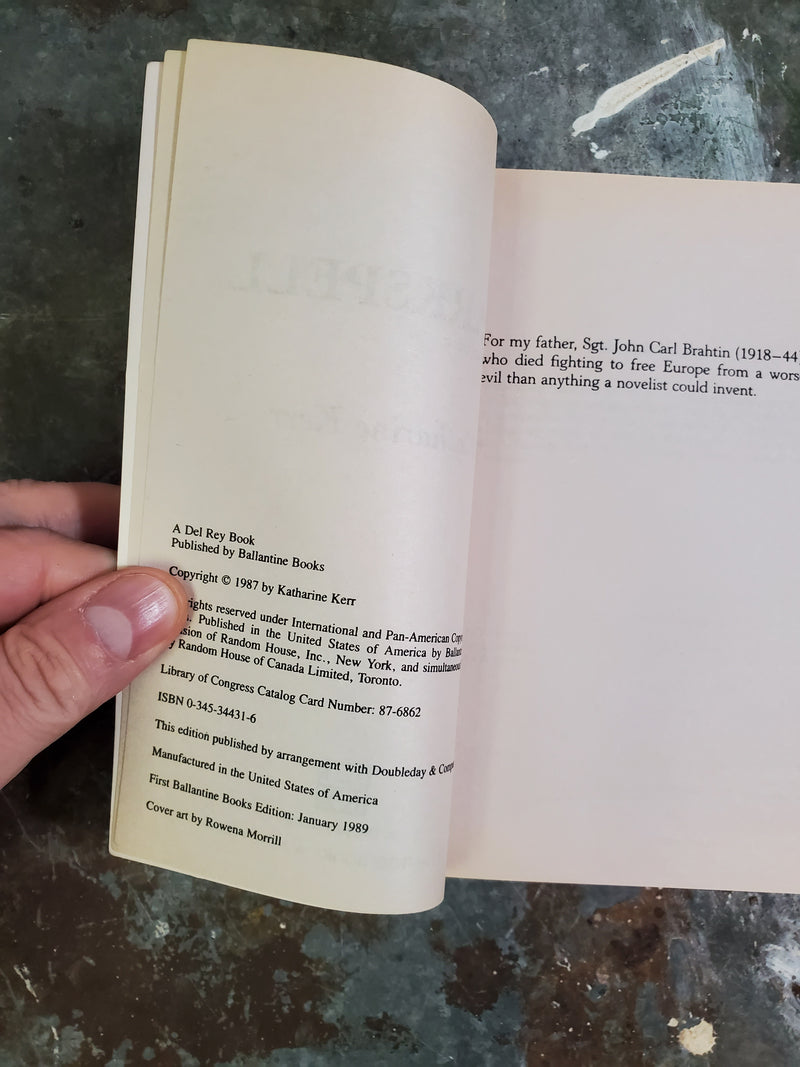 A Del Rey Book
Published by Ballantine Books
Copyright © 1987 by Katharine Kerr
rights reserved under International and Pan-American Copy
Published in the United States of America by Ballan
sion of Random House, Inc., New York, and simultaneou
y Random House of Canada Limited, Toronto.
Library of Congress Catalog Card Number: 87-6862
ISBN 0-345-34431-6
This edition published by arrangement with Doubleday & Comp
Manufactured in the United States of America
First Ballantine Books Edition: January 1989
Cover art by Rowena Morrill
For my father, Sgt. John Carl Brahtin (1918–44)
who died fighting to free Europe from a wors
evil than anything a novelist could invent.